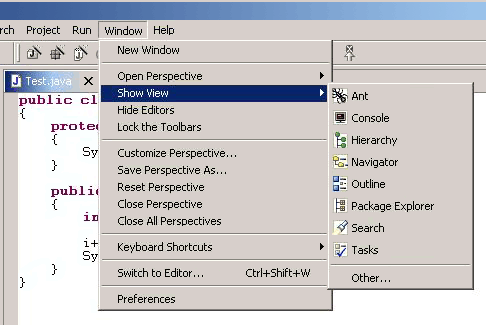 rch Project Run Window Help
New Window
Test.java
Open Perspective
public cl
Show View
Ant
{
Hide Editors
Console
protec
Lock the Toolbars
{
Hierarchy
Sy
Customize Perspective...
Navigator
}
Save Perspective As...
Outline
public
Reset Perspective
Package Explorer
{
Close Perspective
in
Close All Perspectives
Search
i+
Keyboard Shortcuts
Tasks
Sy
}
Switch to Editor... Ctrl+Shift+W
Other...
}
Preferences